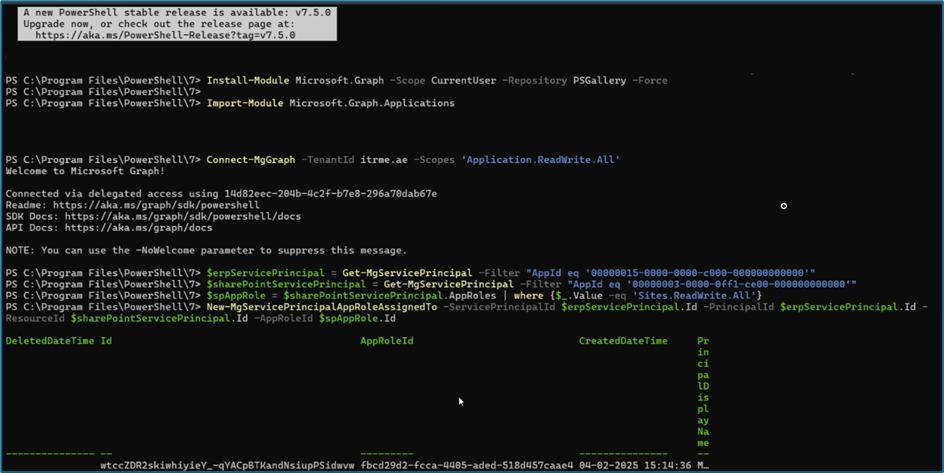 A new PowerShell stable release is available: v7.5.0
Upgrade now, or check out the release page at:
https://aka.ms/PowerShell-Release?tag=v7.5.0
PS C:\Program Files\PowerShell\7> Install-Module Microsoft.Graph -Scope CurrentUser -Repository PSGallery -Force
PS C:\Program Files\PowerShell\7>
PS C:\Program Files\PowerShell\7> Import-Module Microsoft.Graph.Applications
PS C:\Program Files\PowerShell\7> Connect-MgGraph -TenantId itrme.ae -Scopes 'Application.ReadWrite.All'
Welcome to Microsoft Graph!
Connected via delegated access using 14d82eec-204b-4c2f-b7e8-296a70dab67e
Readme: https://aka.ms/graph/sdk/powershell
SDK Docs: https://aka.ms/graph/sdk/powershell/docs
API Docs: https://aka.ms/graph/docs
NOTE: You can use the -NoWelcome parameter to suppress this message.
PS C:\Program Files\PowerShell\7> $erpServicePrincipal = Get-MgServicePrincipal -Filter "AppId eq '00000015-0000-0000-c000-000000000000'"
PS C:\Program Files\PowerShell\7> $sharePointServicePrincipal = Get-MgServicePrincipal -Filter "AppId eq '00000003-0000-0ff1-ce00-000000000000'"
PS C:\Program Files\PowerShell\7> $spAppRole = $sharePointServicePrincipal.AppRoles | where {$_.Value -eq 'Sites.ReadWrite.All'}
PS C:\Program Files\PowerShell\7> New-MgServicePrincipalAppRoleAssignedTo -ServicePrincipalId $erpServicePrincipal.Id -PrincipalId $erpServicePrincipal.Id -
ResourceId $sharePointServicePrincipal.Id -AppRoleId $spAppRole.Id
DeletedDateTime Id AppRoleId CreatedDateTime Pr
in
ci
pa
lD
is
pl
ay
Na
me
--------------- -- --------- --------------- --
wtccZDR2skiwhiyieY_-qYACpBTKandNsiupPSidwvw fbcd29d2-fcca-4405-aded-518d457caae4 04-02-2025 15:14:36 M…